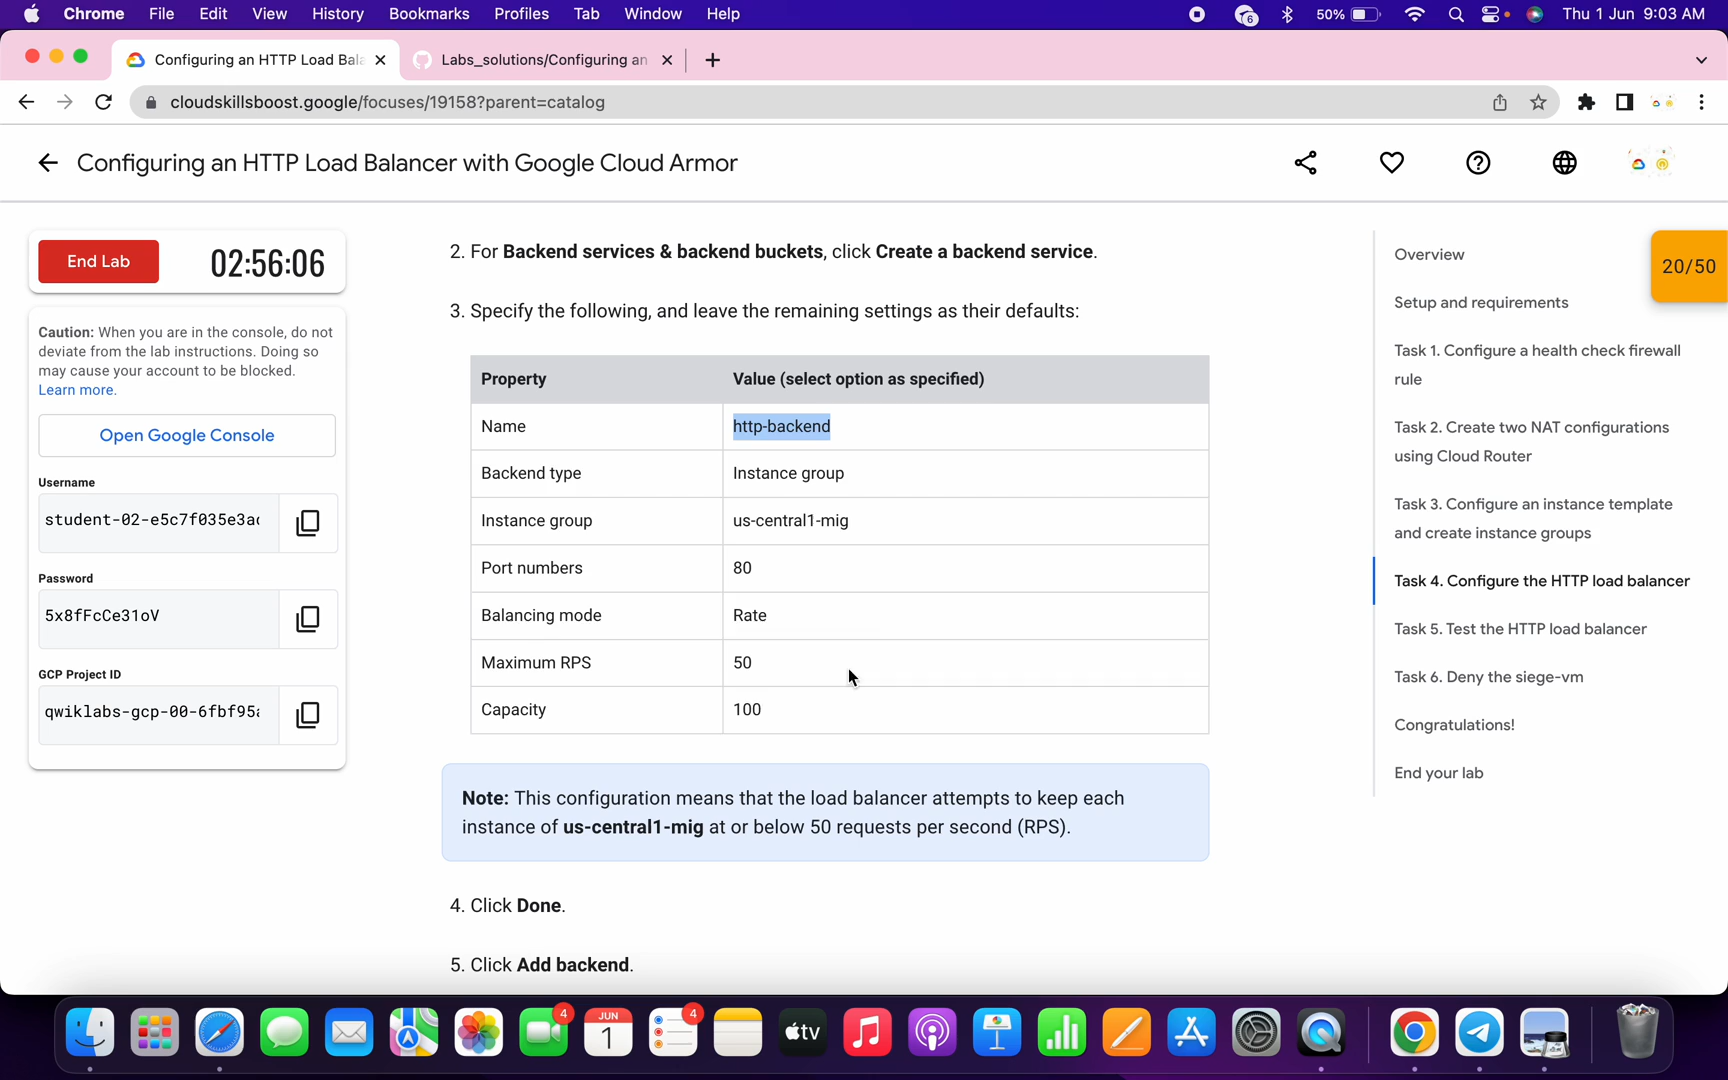 Chrome File Edit View History Bookmarks Profiles Tab Window Help 6 50% Thu 1 Jun 9:03 AM
Configuring an HTTP Load Bala Labs_solutions/Configuring an
cloudskillsboost.google/focuses/19158?parent=catalog
Configuring an HTTP Load Balancer with Google Cloud Armor
End Lab 02:56:06
Caution: When you are in the console, do not
deviate from the lab instructions. Doing so
may cause your account to be blocked.
Learn more.
Open Google Console
Username
student-02-e5c7f035e3a
Password
5x8fFcCe31oV
GCP Project ID
qwiklabs-gcp-00-6fbf95
2. For Backend services & backend buckets, click Create a backend service.
3. Specify the following, and leave the remaining settings as their defaults:
Property Value (select option as specified)
Name http-backend
Backend type Instance group
Instance group us-central1-mig
Port numbers 80
Balancing mode Rate
Maximum RPS 50
Capacity 100
Note: This configuration means that the load balancer attempts to keep each
instance of us-central1-mig at or below 50 requests per second (RPS).
4. Click Done.
5. Click Add backend.
Overview
Setup and requirements
Task 1. Configure a health check firewall
rule
Task 2. Create two NAT configurations
using Cloud Router
Task 3. Configure an instance template
and create instance groups
Task 4. Configure the HTTP load balancer
Task 5. Test the HTTP load balancer
Task 6. Deny the siege-vm
Congratulations!
End your lab
20/50
4 JUN 1 4 tv